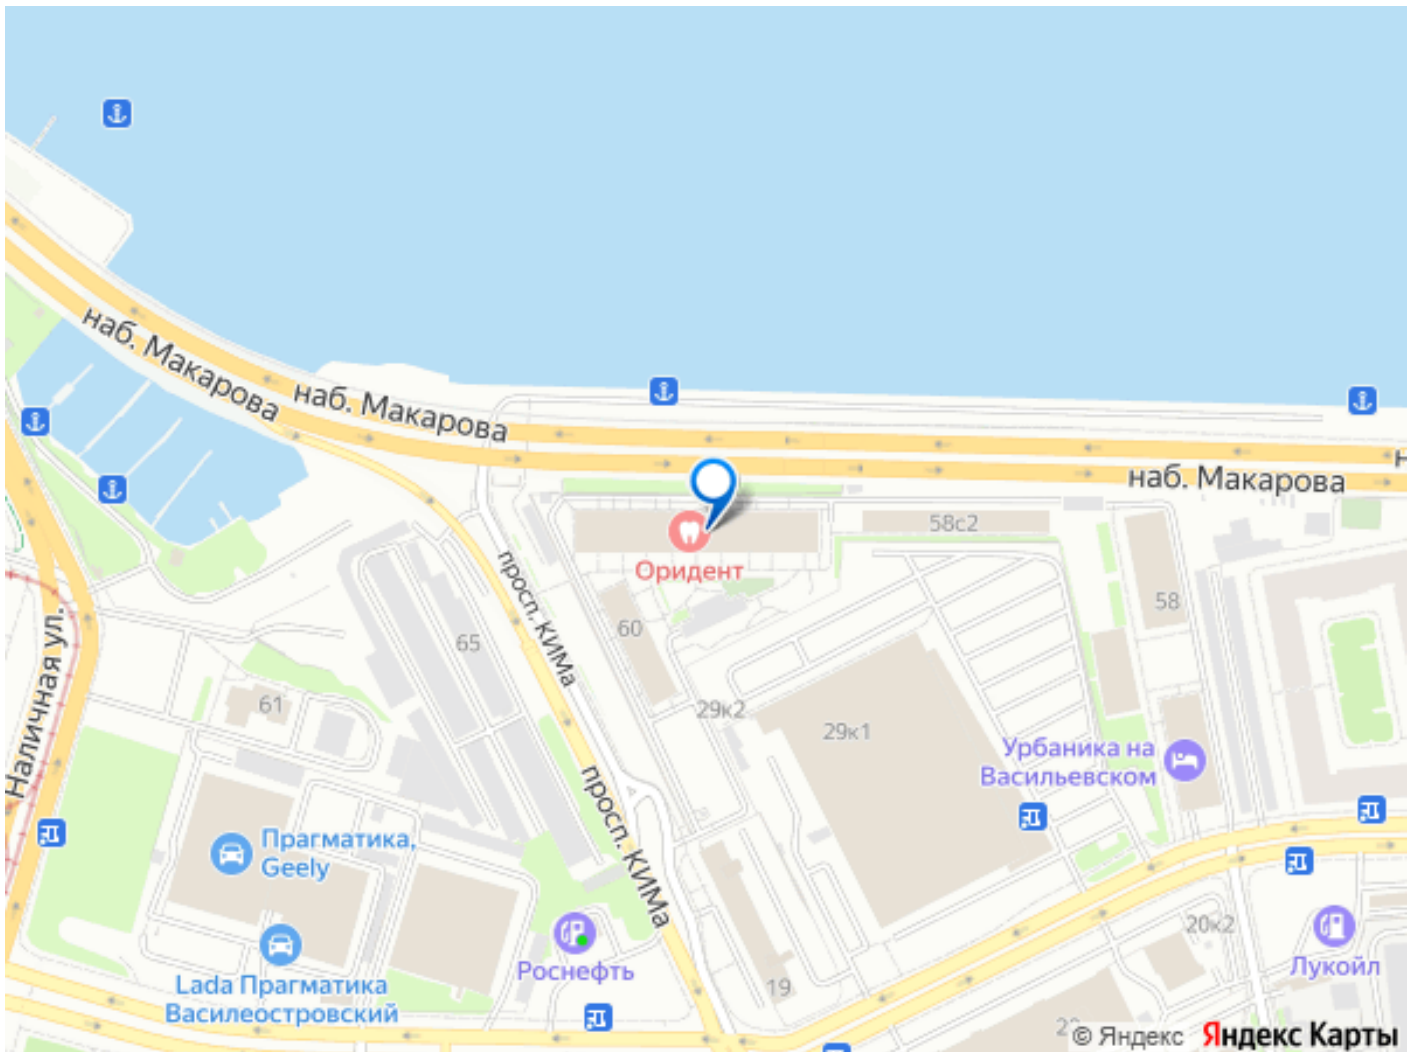 наб. Макарова
наб. Макарова
наб. Макарова
н
58с2
Оридент
просп. КИМа
58
60
65
Наличная ул.
29к2
61
29к1
Урбаника на
Васильевском
просп. КИМа
Прагматика,
Geely
20к2
Роснефть
Лукойл
Lada Прагматика
Василеостровский
19
© Яндекс Яндекс Карты